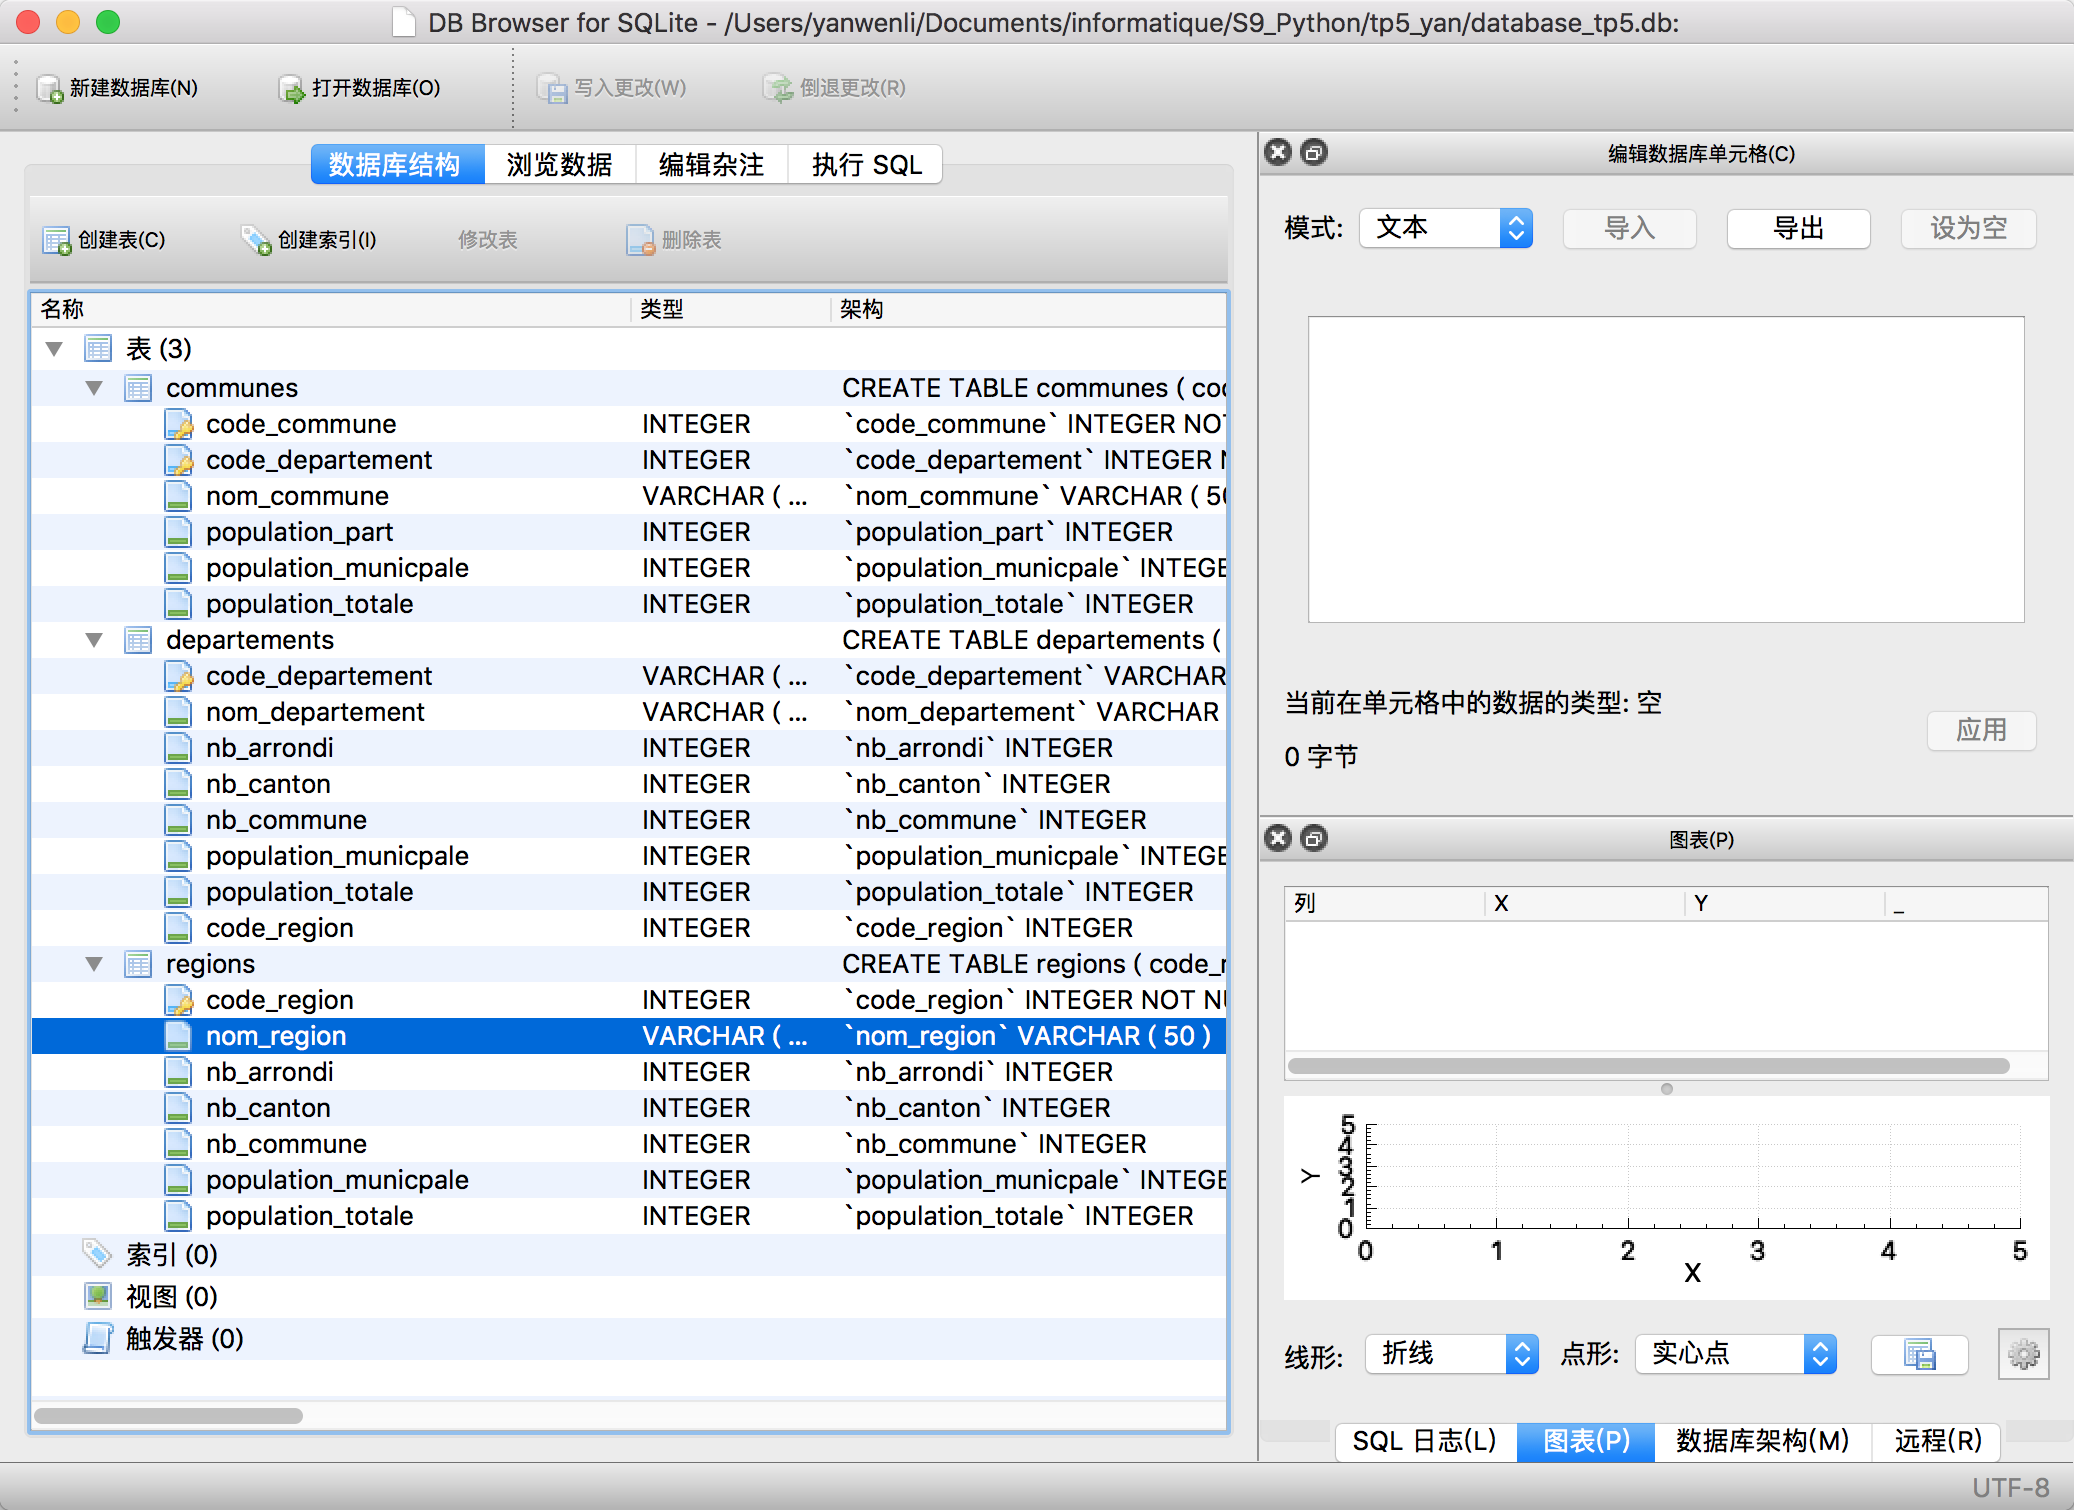 DB Browser for SQLite - /Users/yanwenli/Documents/informatique/S9_Python/tp5_yan/database_tp5.db:
新建数据库(N) 打开数据库(O) 写入更改(W) 倒退更改(R)
数据库结构 浏览数据 编辑杂注 执行 SQL
创建表(C) 创建索引(I) 修改表 删除表
名称 类型 架构
表 (3)
communes CREATE TABLE communes ( co
code_commune INTEGER `code_commune` INTEGER NO
code_departement INTEGER `code_departement` INTEGER N
nom_commune VARCHAR ( ... `nom_commune` VARCHAR ( 50
population_part INTEGER `population_part` INTEGER
population_municpale INTEGER `population_municpale` INTEGE
population_totale INTEGER `population_totale` INTEGER
departements CREATE TABLE departements (
code_departement VARCHAR ( ... `code_departement` VARCHAR
nom_departement VARCHAR ( ... `nom_departement` VARCHAR
nb_arrondi INTEGER `nb_arrondi` INTEGER
nb_canton INTEGER `nb_canton` INTEGER
nb_commune INTEGER `nb_commune` INTEGER
population_municpale INTEGER `population_municpale` INTEGE
population_totale INTEGER `population_totale` INTEGER
code_region INTEGER `code_region` INTEGER
regions CREATE TABLE regions ( code_r
code_region INTEGER `code_region` INTEGER NOT NU
nom_region VARCHAR ( ... `nom_region` VARCHAR ( 50 )
nb_arrondi INTEGER `nb_arrondi` INTEGER
nb_canton INTEGER `nb_canton` INTEGER
nb_commune INTEGER `nb_commune` INTEGER
population_municpale INTEGER `population_municpale` INTEGE
population_totale INTEGER `population_totale` INTEGER
索引 (0)
视图 (0)
触发器 (0)
编辑数据库单元格(C)
模式: 文本 导入 导出 设为空
当前在单元格中的数据的类型: 空
0 字节
应用
图表(P)
列 X Y _
5
4
3
2
1
0
Y
0 1 2 3 4 5
X
线形: 折线 点形: 实心点
SQL 日志(L) 图表(P) 数据库架构(M) 远程(R)
UTF-8